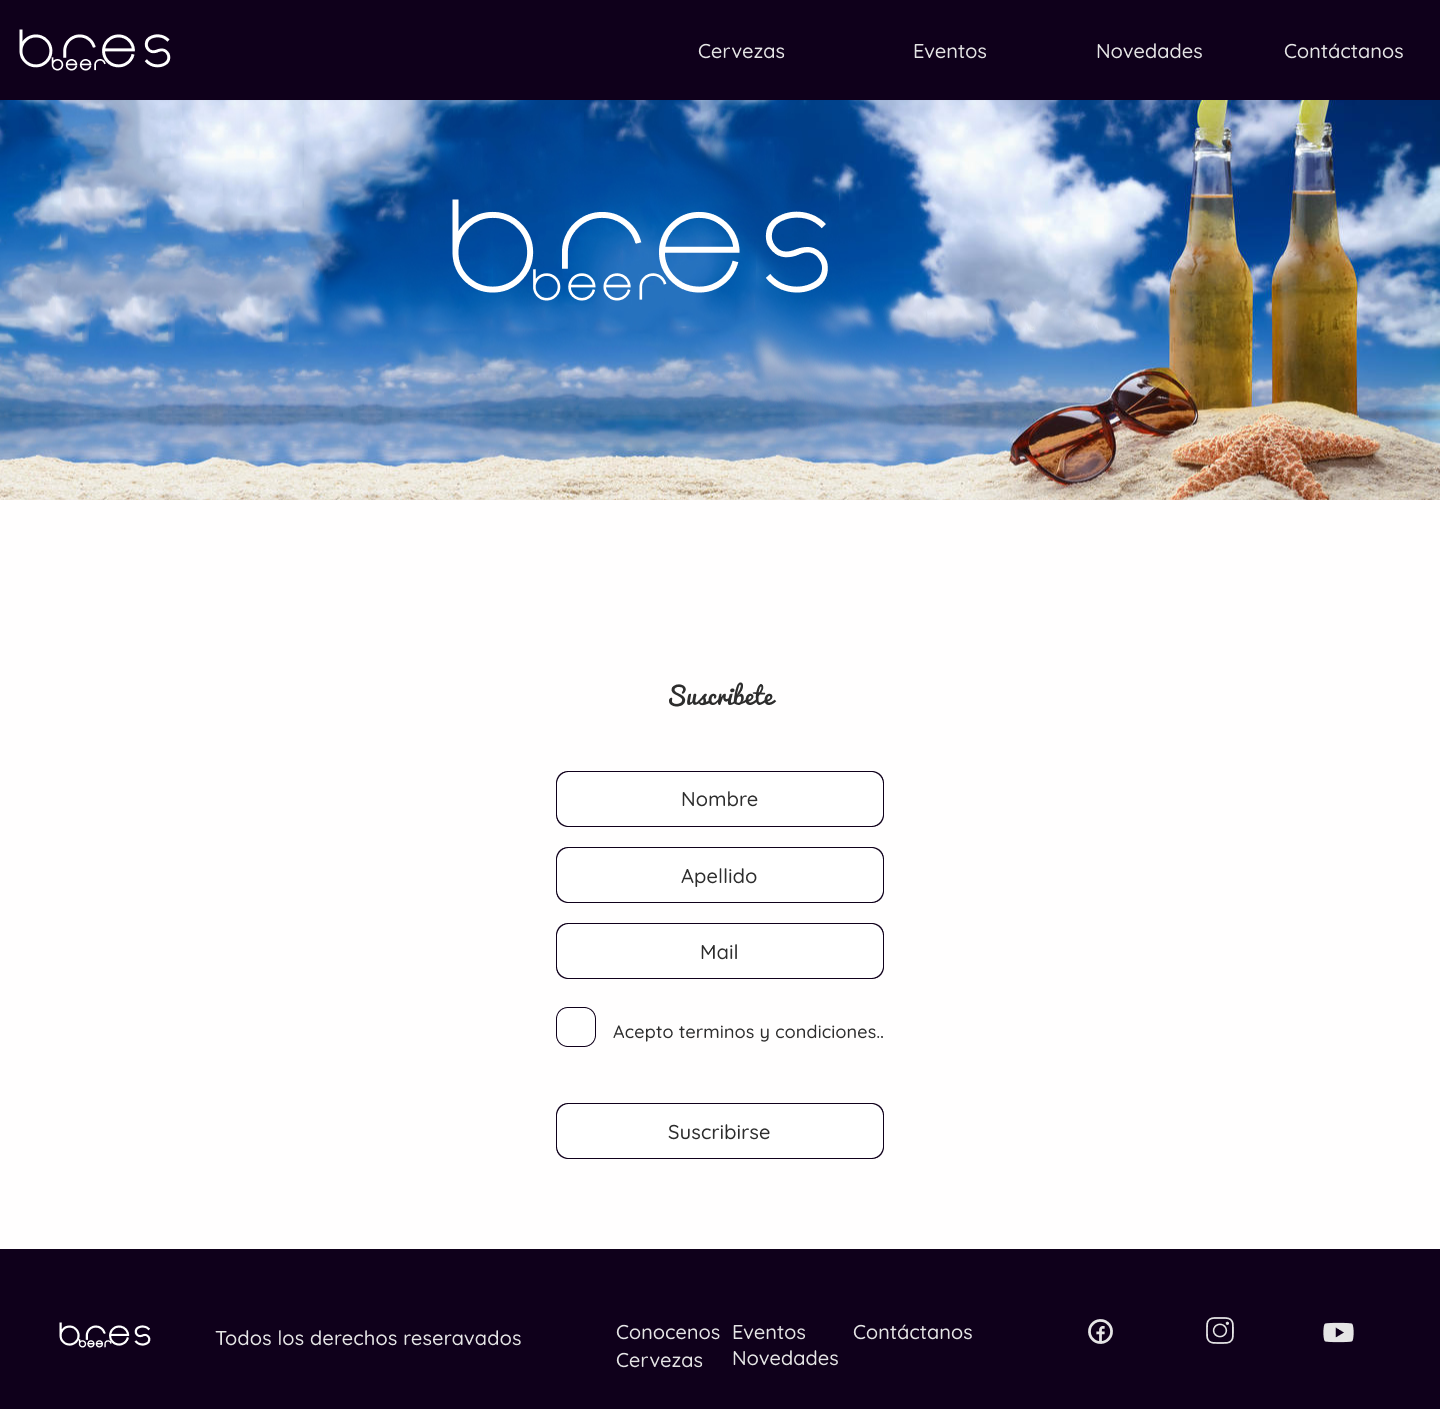 bres
beer
Cervezas Eventos Novedades Contáctanos
bres
beer
Suscribete
Nombre
Apellido
Mail
Acepto terminos y condiciones..
Suscribirse
bres
beer
Todos los derechos reseravados
Conocenos Eventos Contáctanos
Cervezas Novedades